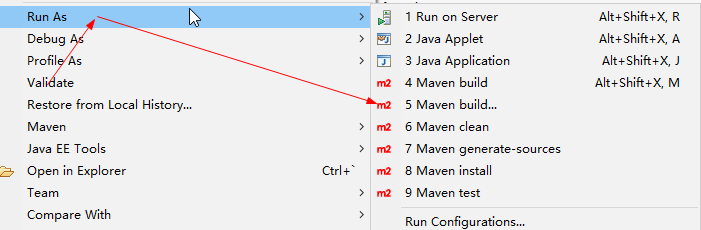 Run As
Debug As
Profile As
Validate
Restore from Local History...
Maven
Java EE Tools
Open in Explorer Ctrl+`
Team
Compare With
1 Run on Server Alt+Shift+X, R
2 Java Applet Alt+Shift+X, A
3 Java Application Alt+Shift+X, J
m2 4 Maven build Alt+Shift+X, M
m2 5 Maven build...
m2 6 Maven clean
m2 7 Maven generate-sources
m2 8 Maven install
m2 9 Maven test
Run Configurations...